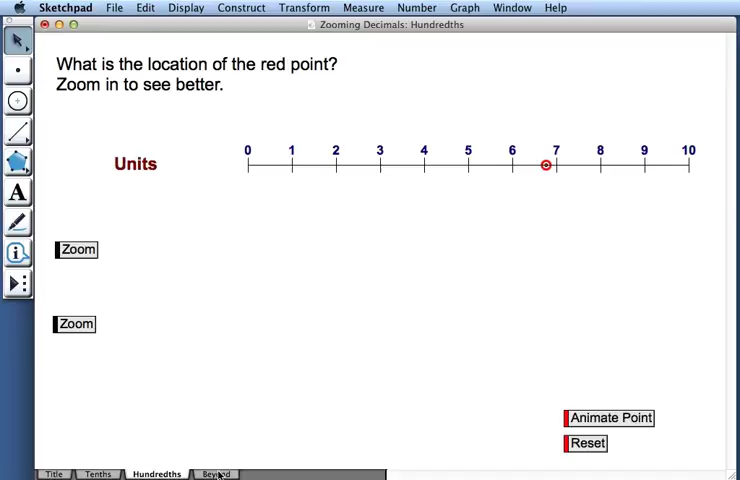 Sketchpad File Edit Display Construct Transform Measure Number Graph Window Help
Zooming Decimals: Hundredths
What is the location of the red point?
Zoom in to see better.
0 1 2 3 4 5 6 7 8 9 10
Units
A
Zoom
Zoom
Animate Point
Reset
Title Tenths Hundredths Beyond